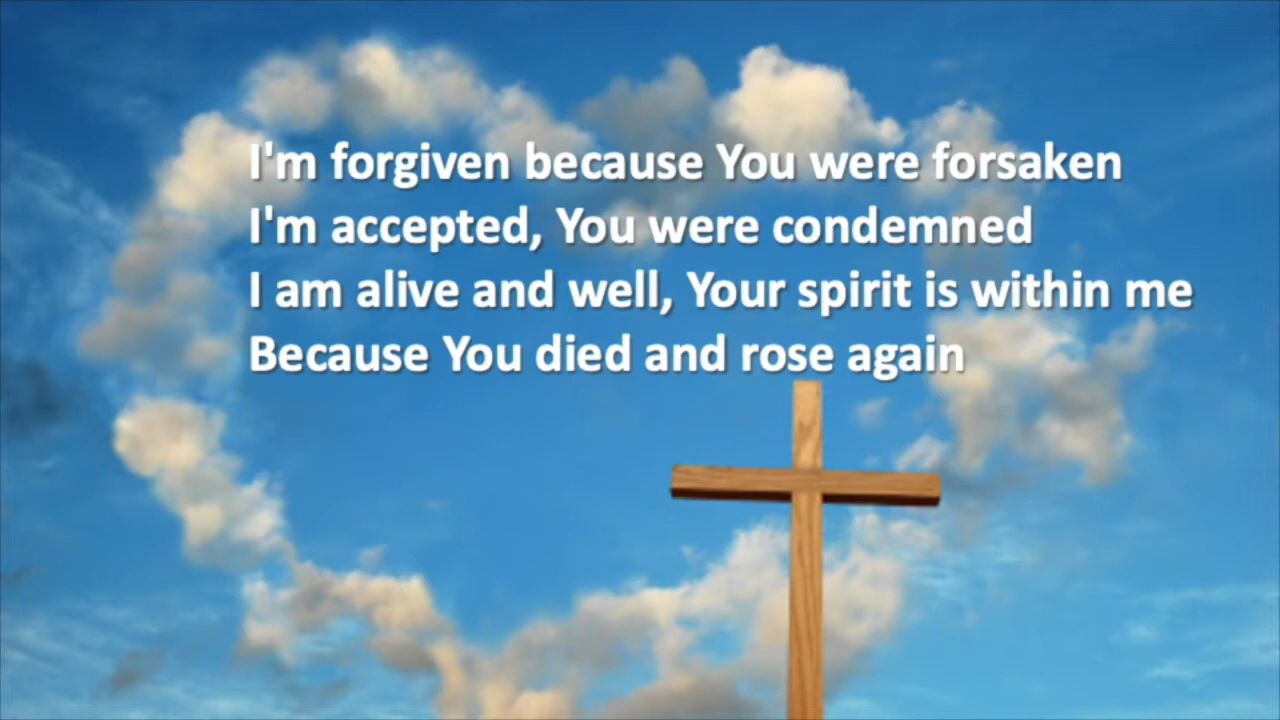 I'm forgiven because You were forsaken
I'm accepted, You were condemned
I am alive and well, Your spirit is within me
Because You died and rose again